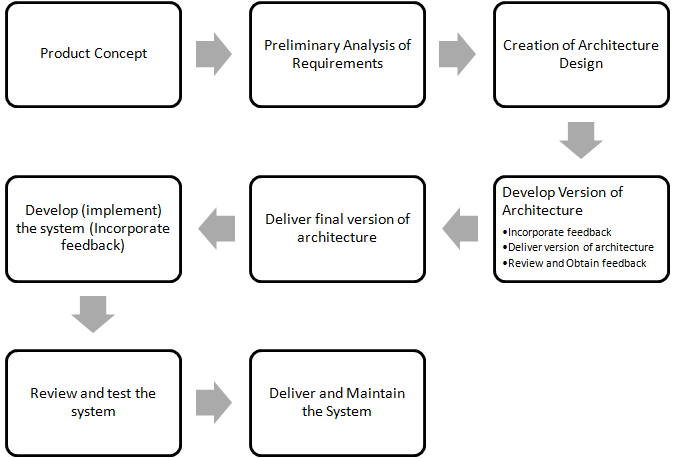 Product Concept
Preliminary Analysis of
Requirements
Creation of Architecture
Design
Develop Version of
Architecture
•Incorporate feedback
•Deliver version of architecture
•Review and Obtain feedback
Deliver final version of
architecture
Develop (implement)
the system (Incorporate
feedback)
Review and test the
system
Deliver and Maintain
the System